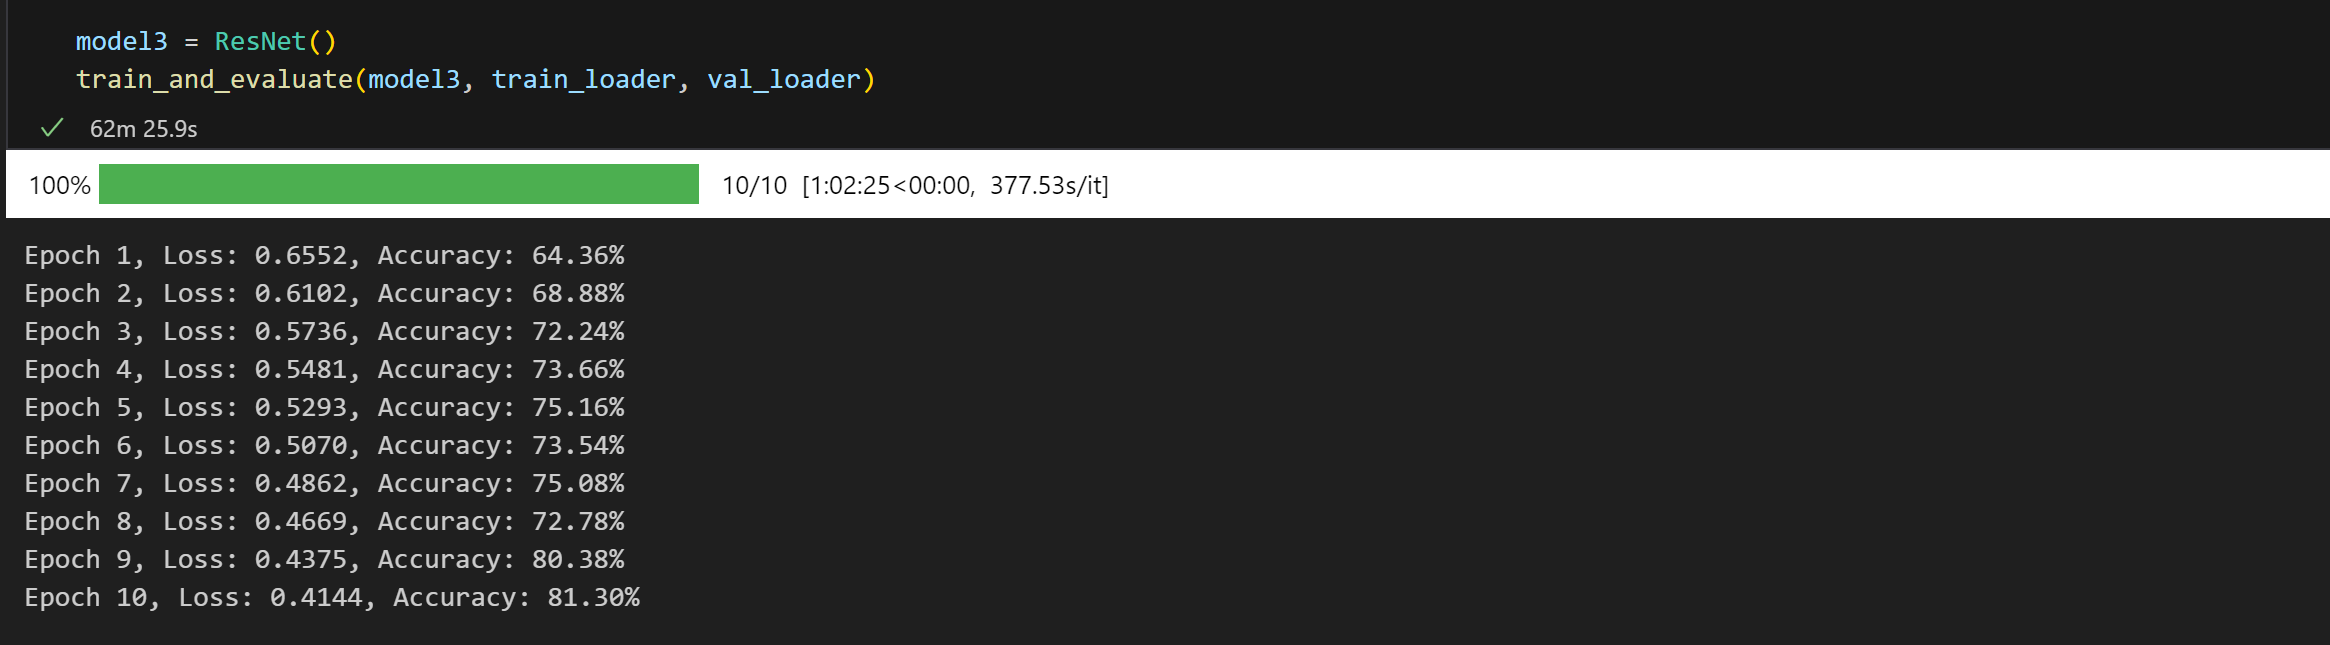 model3 = ResNet()
train_and_evaluate(model3, train_loader, val_loader)
62m 25.9s
100% 10/10 [1:02:25<00:00, 377.53s/it]
Epoch 1, Loss: 0.6552, Accuracy: 64.36%
Epoch 2, Loss: 0.6102, Accuracy: 68.88%
Epoch 3, Loss: 0.5736, Accuracy: 72.24%
Epoch 4, Loss: 0.5481, Accuracy: 73.66%
Epoch 5, Loss: 0.5293, Accuracy: 75.16%
Epoch 6, Loss: 0.5070, Accuracy: 73.54%
Epoch 7, Loss: 0.4862, Accuracy: 75.08%
Epoch 8, Loss: 0.4669, Accuracy: 72.78%
Epoch 9, Loss: 0.4375, Accuracy: 80.38%
Epoch 10, Loss: 0.4144, Accuracy: 81.30%